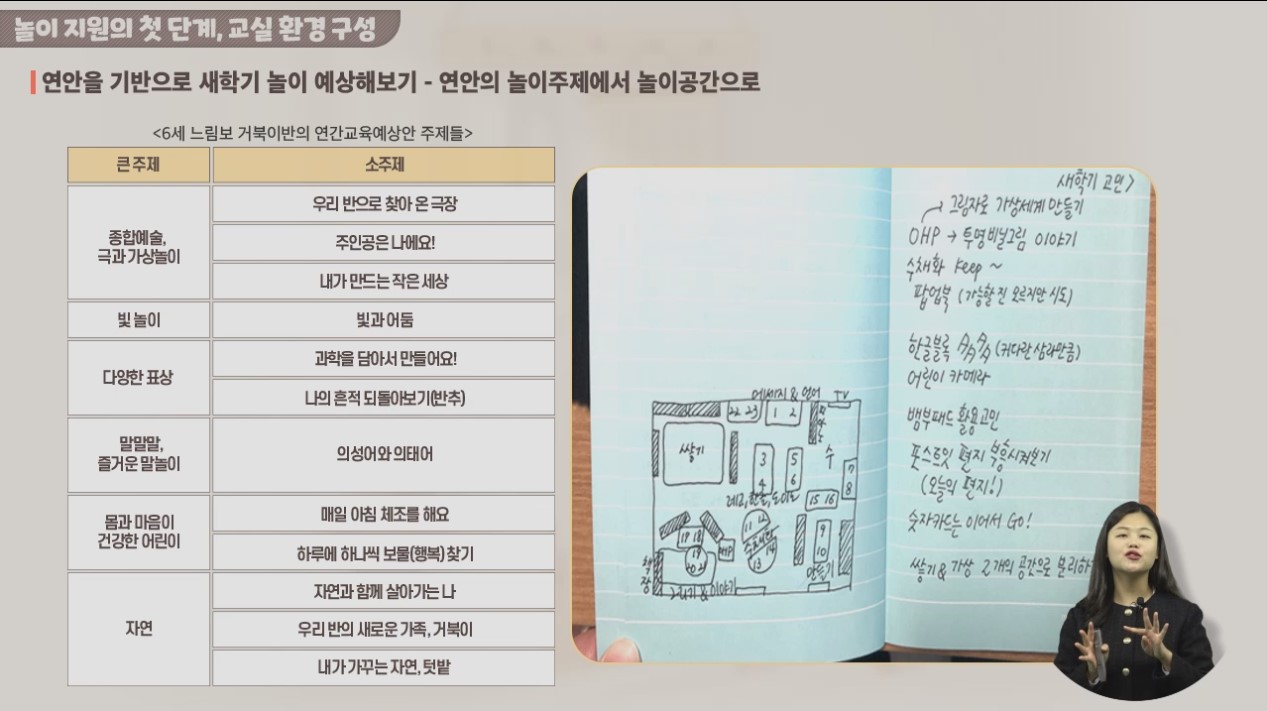 놀이 지원의 첫 단계, 교실 환경 구성
연안을 기반으로 새학기 놀이 예상해보기 - 연안의 놀이주제에서 놀이공간으로
<6세 느림보 거북이반의 연간교육예상안 주제들>
큰 주제
소주제
종합예술,
극과 가상놀이
우리 반으로 찾아 온 극장
주인공은 나에요!
내가 만드는 작은 세상
빛 놀이
빛과 어둠
다양한 표상
과학을 담아서 만들어요!
나의 흔적 되돌아보기(반추)
말말말,
즐거운 말놀이
의성어와 의태어
몸과 마음이
건강한 어린이
매일 아침 체조를 해요
하루에 하나씩 보물(행복) 찾기
자연
자연과 함께 살아가는 나
우리 반의 새로운 가족, 거북이
내가 가꾸는 자연, 텃밭
메세지 & 언어
TV
22 23
1 2
쌓기
3
4
5
6
수
7
8
15 16
11 12
13
14
9
10
18 19
20 21
책
장
만들기
그리기 & 이야기
새학기 고민>
그림자로 가상세계 만들기
OHP → 투명비닐그림 이야기
수채화 keep ~
팝업북 (가능할진 모르지만 시도)
한글블록 슥슥슥 (커다란 삼라만큼)
어린이 카메라
뱀부패드 활용고민
포스트잇 편지 부흥시켜보기
(오늘의 편지!)
숫자카드는 이어서 Go!
쌓기 & 가상 2개의 공간으로 분리하